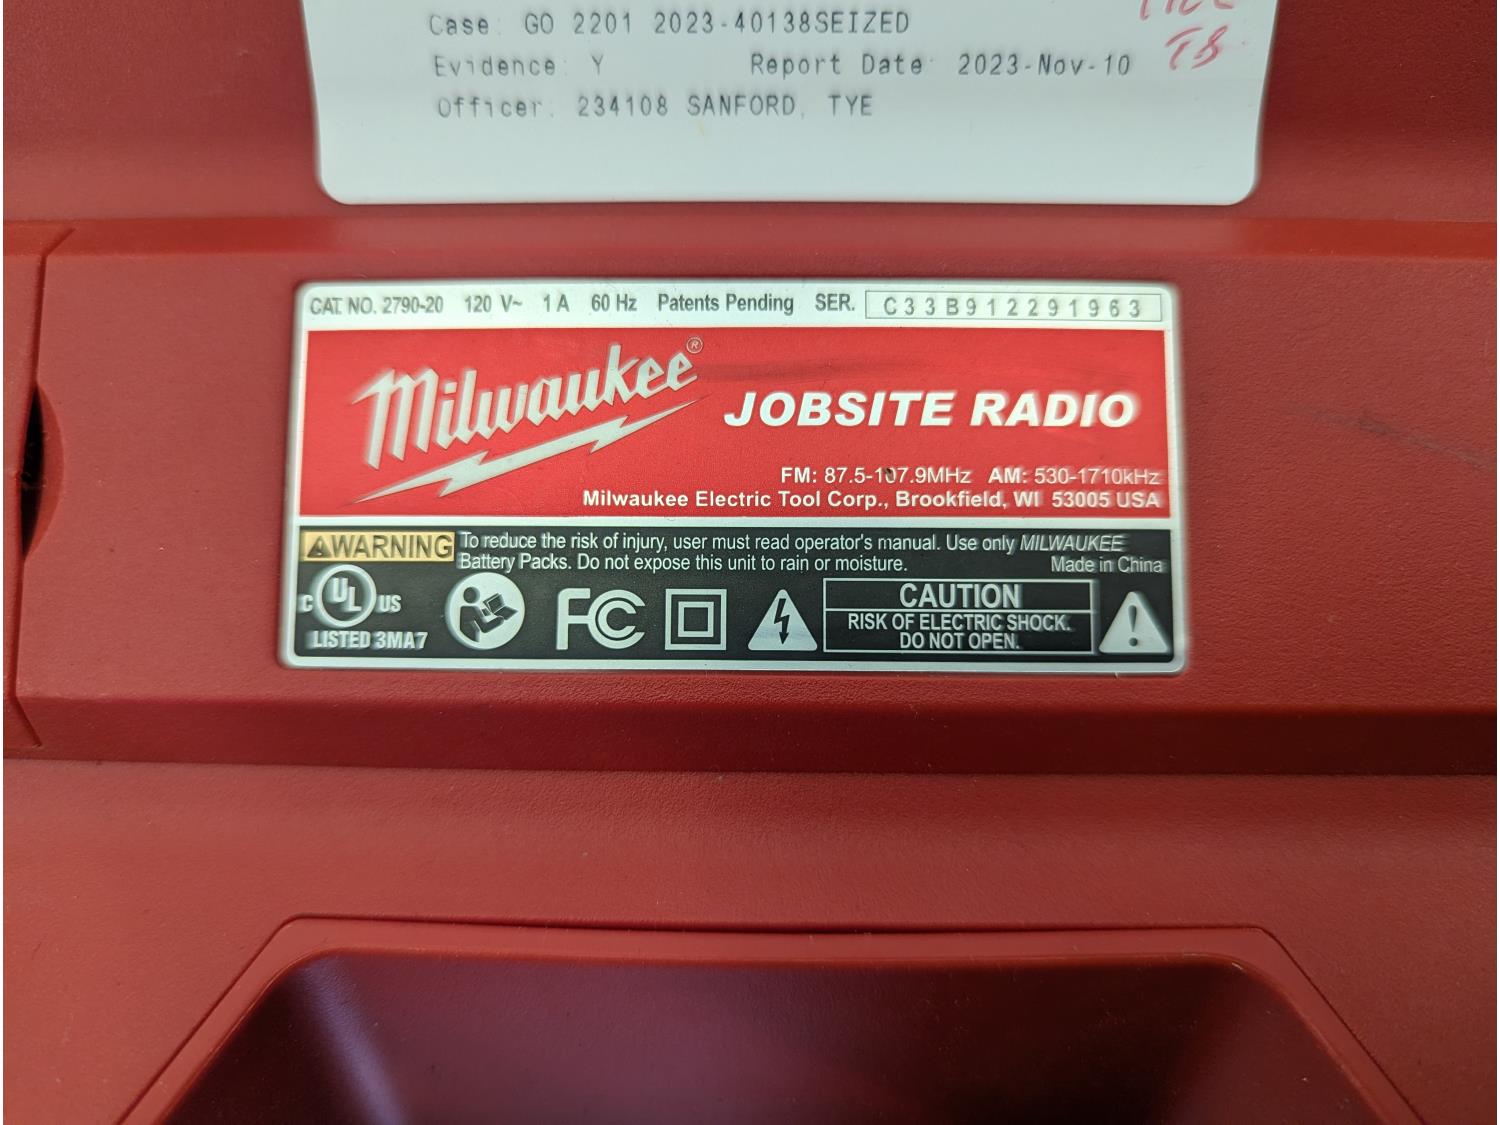 Case: GO 2201 2023-40138SEIZED
Evidence: Y Report Date: 2023-Nov-10
Officer: 234108 SANFORD, TYE
TB
CAT. NO. 2790-20 120 V~ 1 A 60 Hz Patents Pending SER. C33B912291963
Milwaukee®
JOBSITE RADIO
FM: 87.5-107.9MHz AM: 530-1710kHz
Milwaukee Electric Tool Corp., Brookfield, WI 53005 USA
WARNING To reduce the risk of injury, user must read operator's manual. Use only MILWAUKEE
Battery Packs. Do not expose this unit to rain or moisture. Made in China
C UL US
LISTED 3MA7
FC
CAUTION
RISK OF ELECTRIC SHOCK.
DO NOT OPEN.